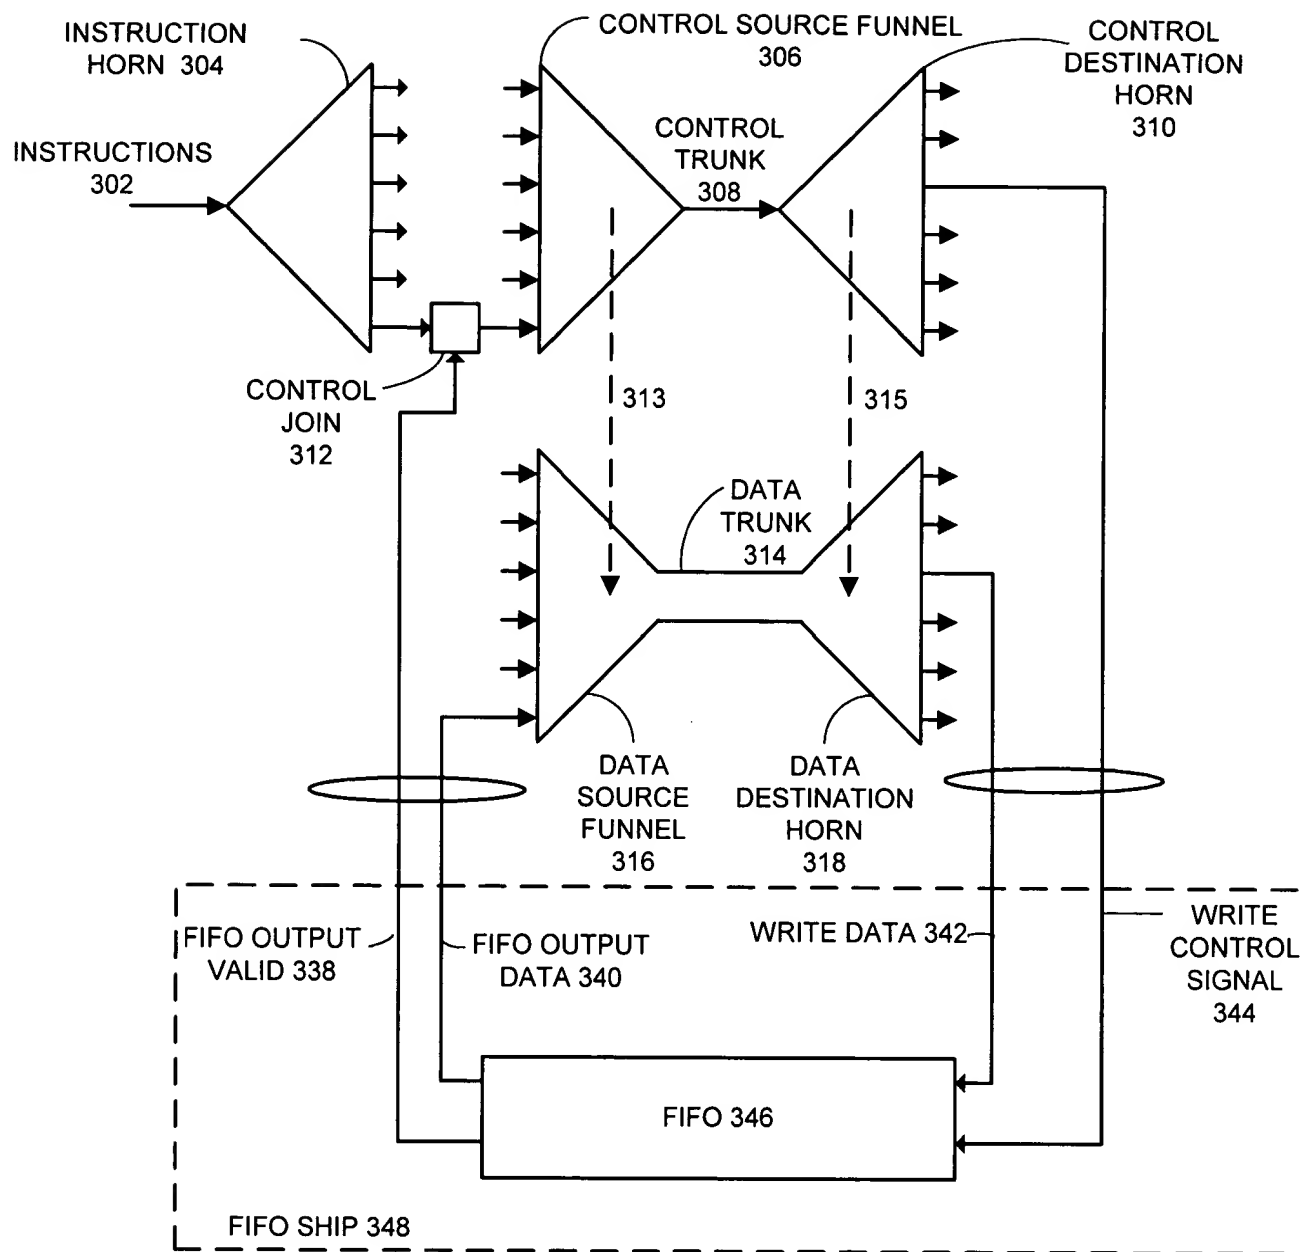 INSTRUCTION
HORN 304
CONTROL SOURCE FUNNEL
306
CONTROL
DESTINATION
HORN
310
INSTRUCTIONS
302
CONTROL
TRUNK
308
CONTROL
JOIN
312
313
315
DATA
TRUNK
314
DATA
SOURCE
FUNNEL
316
DATA
DESTINATION
HORN
318
FIFO OUTPUT
VALID 338
FIFO OUTPUT
DATA 340
WRITE DATA 342
WRITE
CONTROL
SIGNAL
344
FIFO 346
FIFO SHIP 348